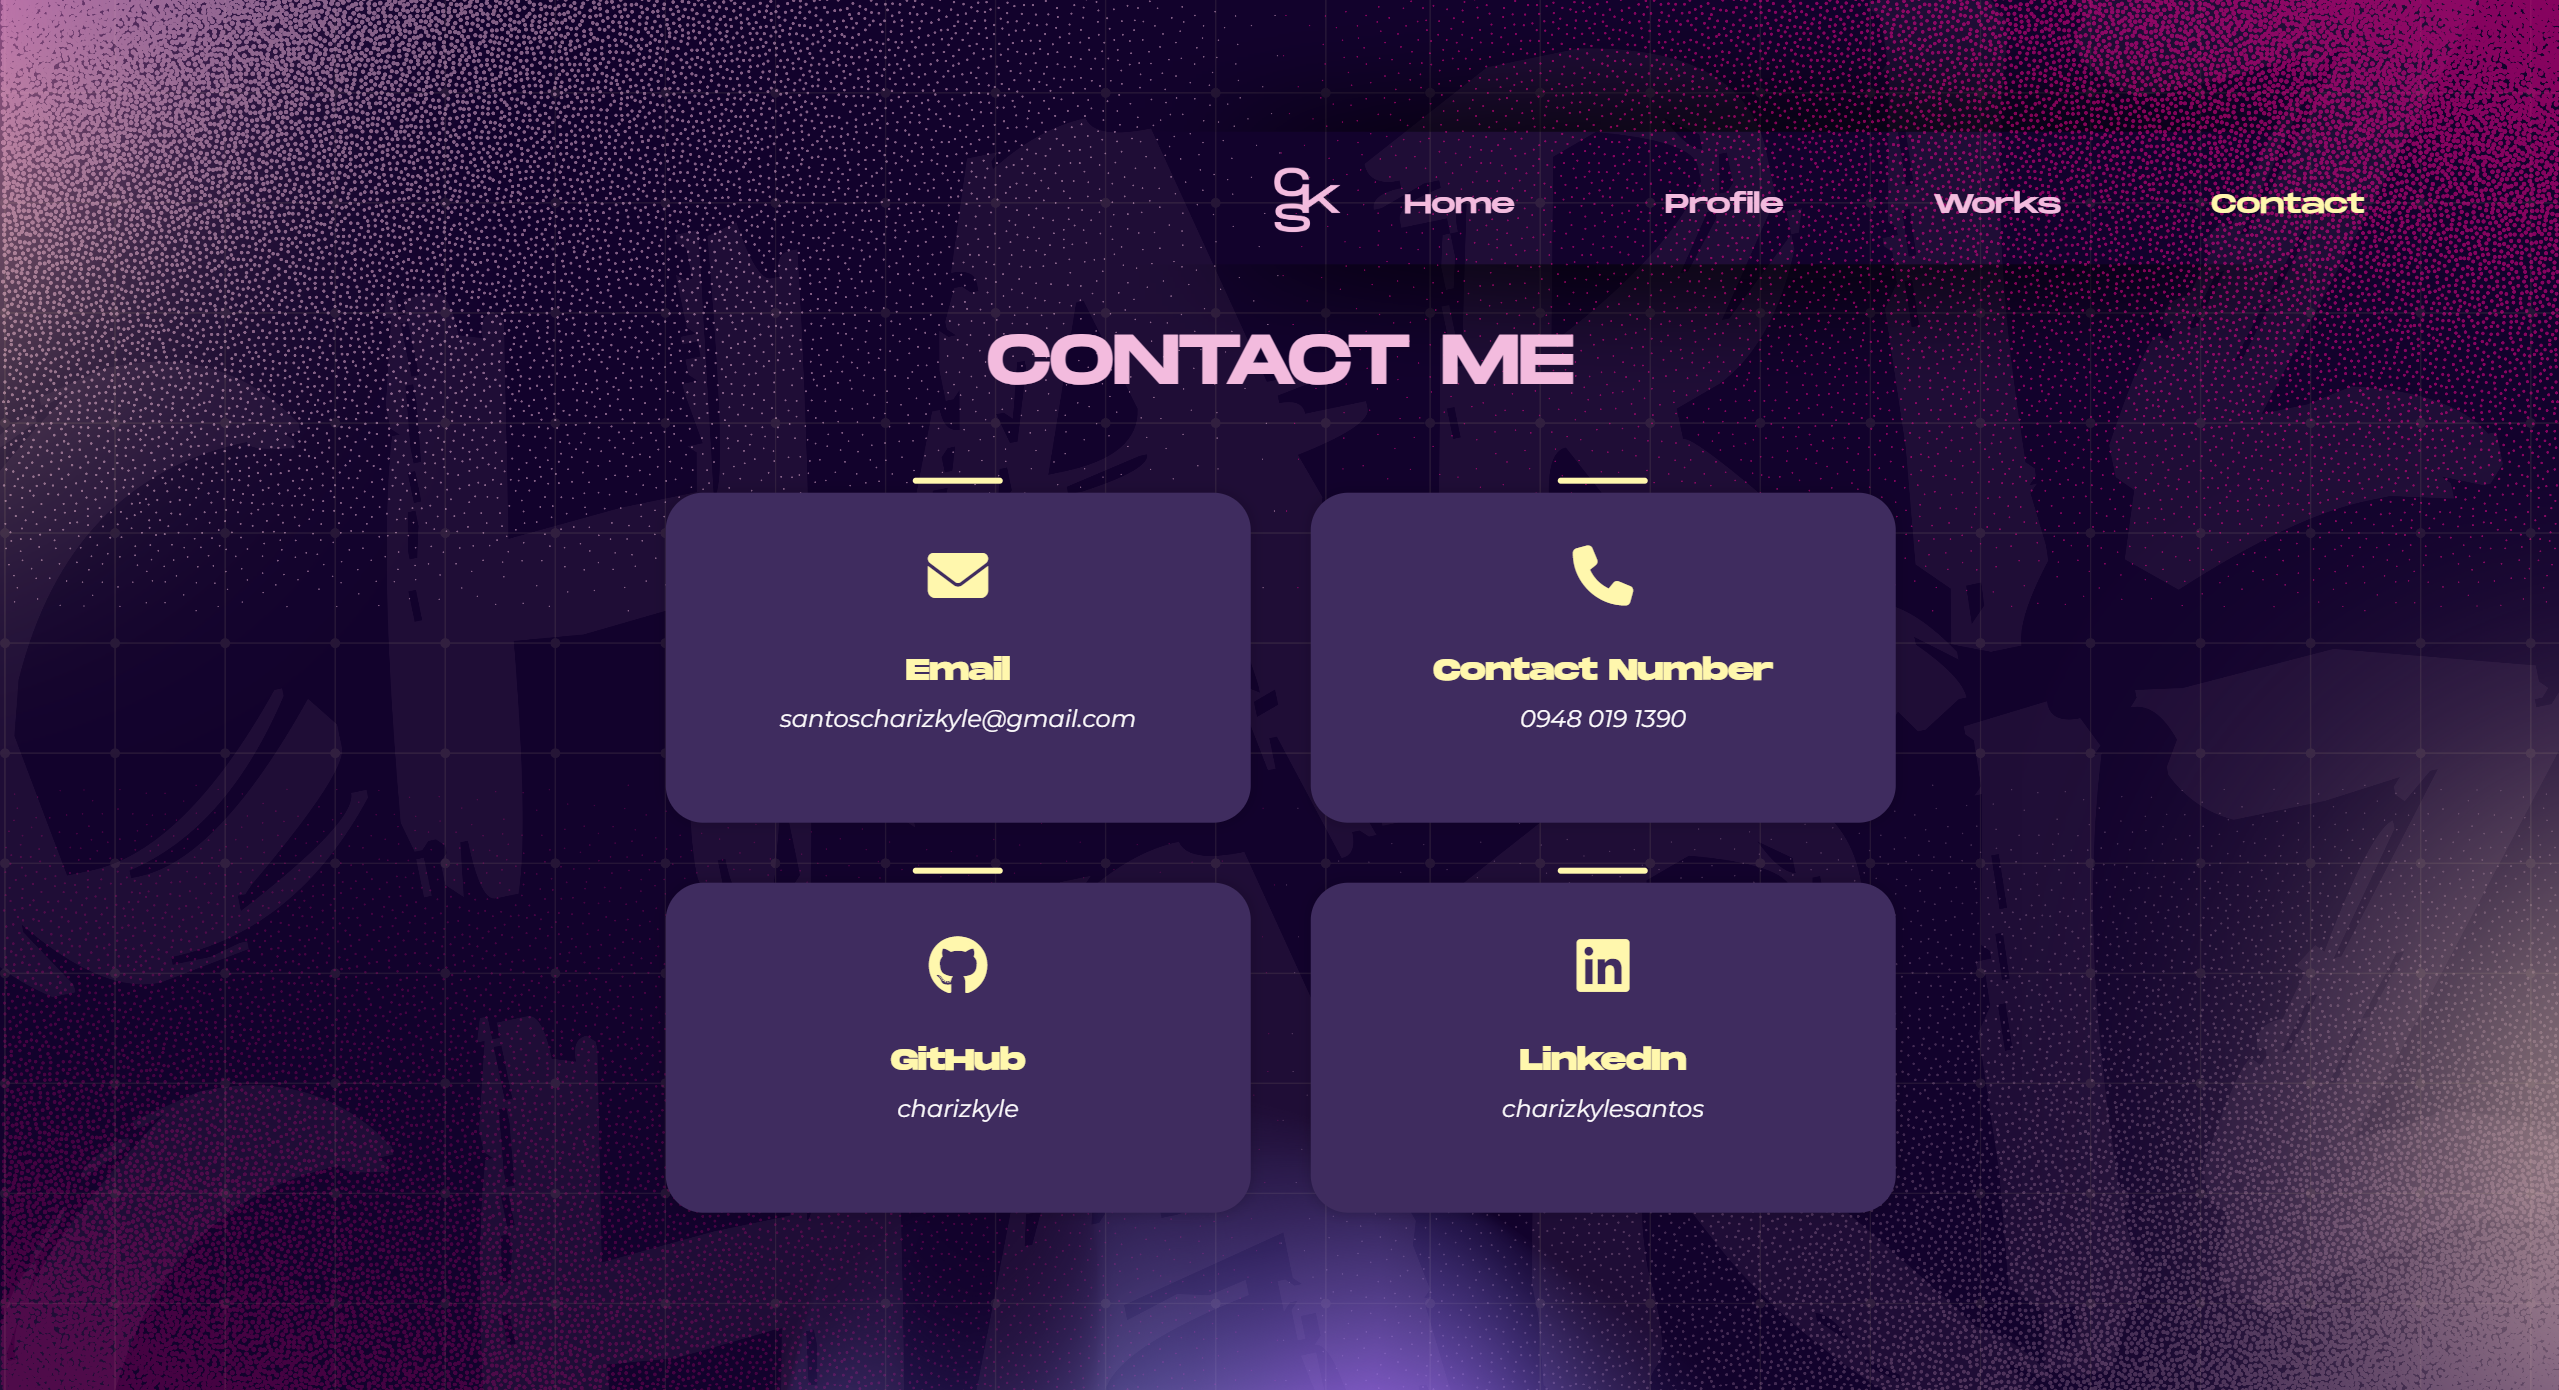 CKS
Home Profile Works Contact
CONTACT ME
Email
santoscharizkyle@gmail.com
Contact Number
0948 019 1390
GitHub
charizkyle
LinkedIn
charizkylesantos